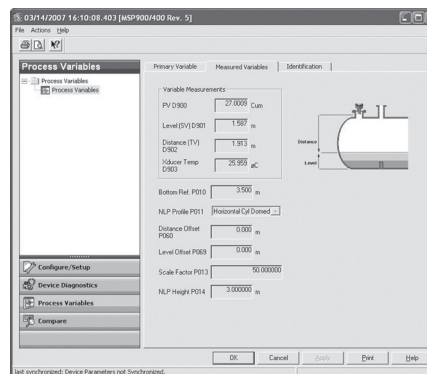 03/14/2007 16:10:08.403 [MSP900/400 Rev. 5]
File Actions Help
Process Variables
Process Variables
Process Variables
Configure/Setup
Device Diagnostics
Process Variables
Compare
Primary Variable Measured Variables Identification
Variable Measurements
PV D900 27.0009 Cum
Level (SV) D901 1.587 m
Distance (TV) D902 1.913 m
Xducer Temp D903 25.959 øC
Distance
Level
Bottom Ref. P010 3.500 m
NLP Profile P011 Horizontal Cyl Domed
Distance Offset P060 0.000 m
Level Offset P069 0.000 m
Scale Factor P013 50.000000
NLP Height P014 3.000000 m
OK Cancel Apply Print Help
last synchronized: Device Parameters not Synchronized.